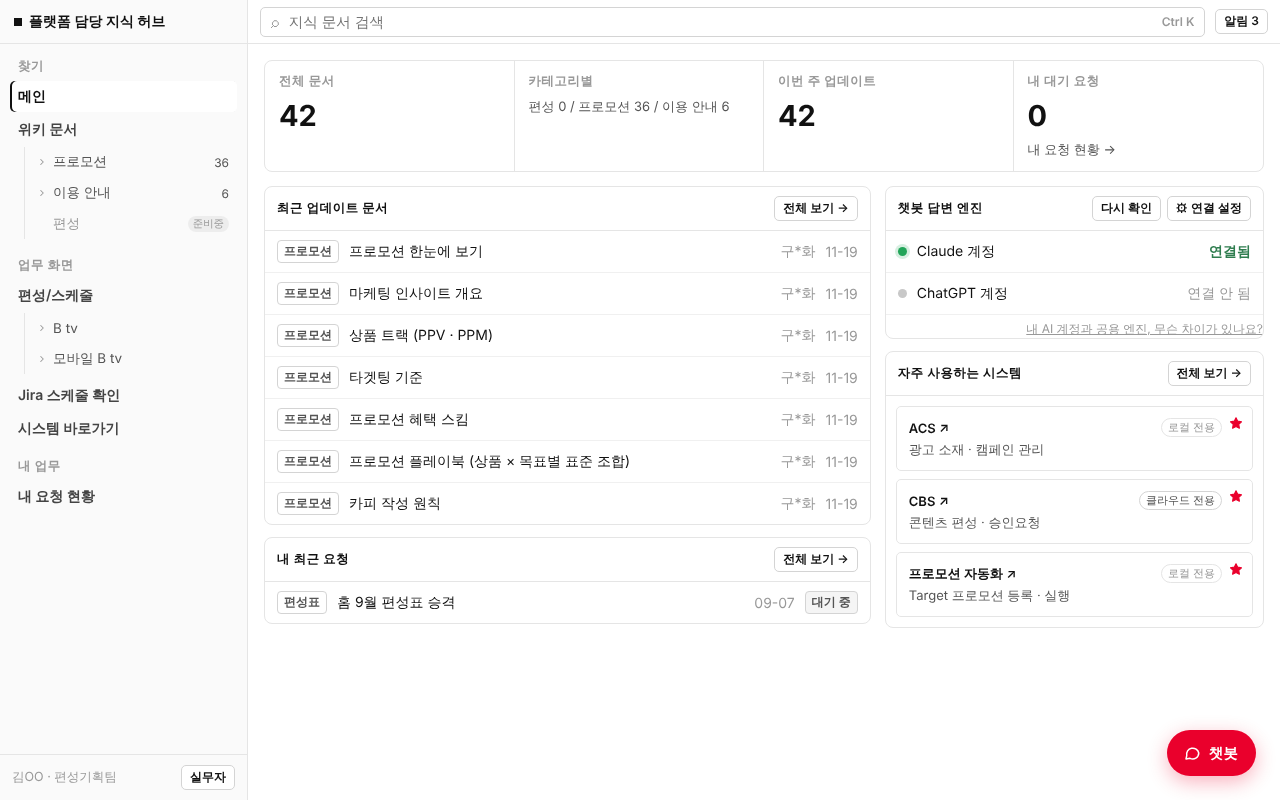 플랫폼 담당 지식 허브
지식 문서 검색
Ctrl K
알림 3
찾기
메인
위키 문서
프로모션 36
이용 안내 6
편성 준비중
업무 화면
편성/스케줄
B tv
모바일 B tv
Jira 스케줄 확인
시스템 바로가기
내 업무
내 요청 현황
김OO · 편성기획팀
실무자
전체 문서
42
카테고리별
편성 0 / 프로모션 36 / 이용 안내 6
이번 주 업데이트
42
내 대기 요청
0
내 요청 현황 →
최근 업데이트 문서
전체 보기 →
프로모션 프로모션 한눈에 보기 구*화 11-19
프로모션 마케팅 인사이트 개요 구*화 11-19
프로모션 상품 트랙 (PPV · PPM) 구*화 11-19
프로모션 타겟팅 기준 구*화 11-19
프로모션 프로모션 혜택 스킴 구*화 11-19
프로모션 프로모션 플레이북 (상품 × 목표별 표준 조합) 구*화 11-19
프로모션 카피 작성 원칙 구*화 11-19
내 최근 요청
전체 보기 →
편성표 홈 9월 편성표 승격 09-07 대기 중
챗봇 답변 엔진
다시 확인
연결 설정
Claude 계정 연결됨
ChatGPT 계정 연결 안 됨
내 AI 계정과 공용 엔진, 무슨 차이가 있나요?
자주 사용하는 시스템
전체 보기 →
ACS ↗ 로컬 전용 ★
광고 소재 · 캠페인 관리
CBS ↗ 클라우드 전용 ★
콘텐츠 편성 · 승인요청
프로모션 자동화 ↗ 로컬 전용 ★
Target 프로모션 등록 · 실행
챗봇